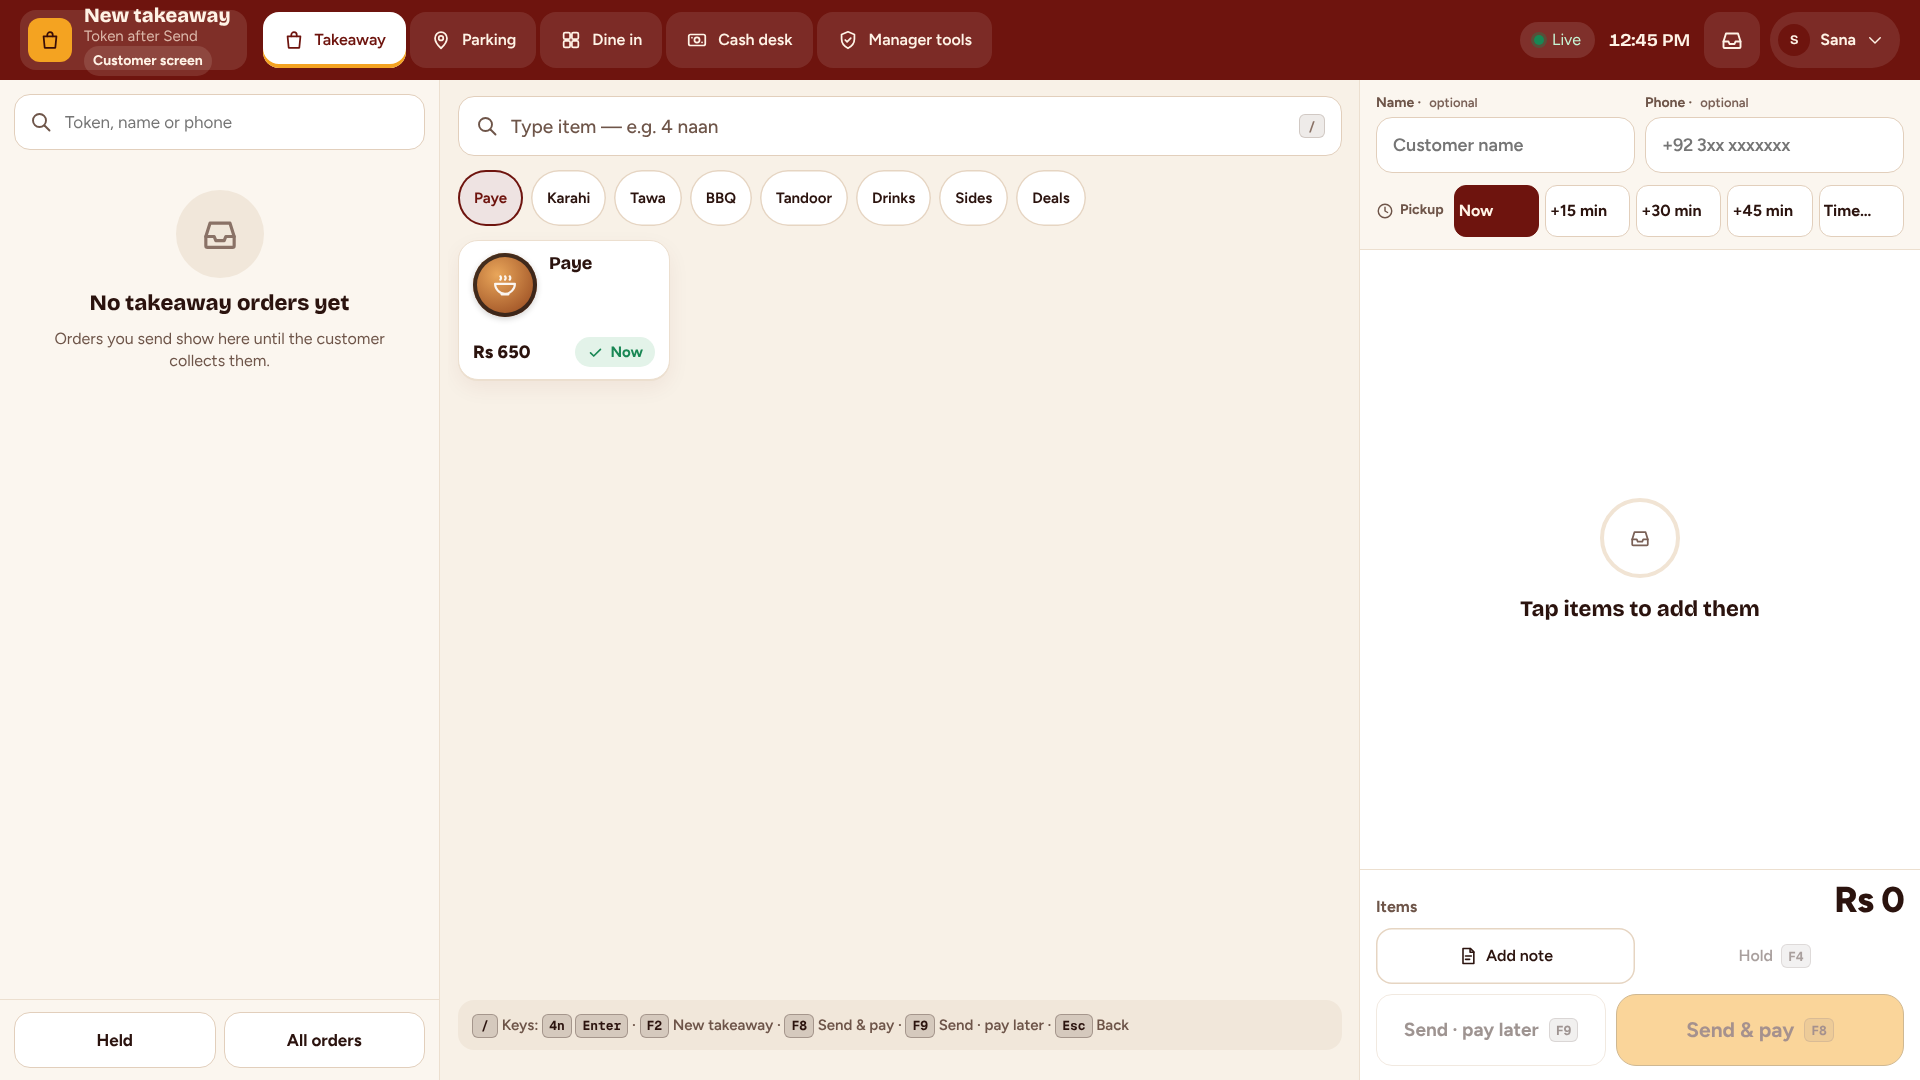 New takeaway
Token after Send
Customer screen
Takeaway
Parking
Dine in
Cash desk
Manager tools
Live
12:45 PM
S
Sana
Token, name or phone
No takeaway orders yet
Orders you send show here until the customer
collects them.
Held
All orders
Type item — e.g. 4 naan
/
Paye
Karahi
Tawa
BBQ
Tandoor
Drinks
Sides
Deals
Paye
Rs 650
Now
/ Keys: 4n Enter · F2 New takeaway · F8 Send & pay · F9 Send · pay later · Esc Back
Name · optional
Phone · optional
Customer name
+92 3xx xxxxxxx
Pickup
Now
+15 min
+30 min
+45 min
Time...
Tap items to add them
Items
Rs 0
Add note
Hold F4
Send · pay later F9
Send & pay F8